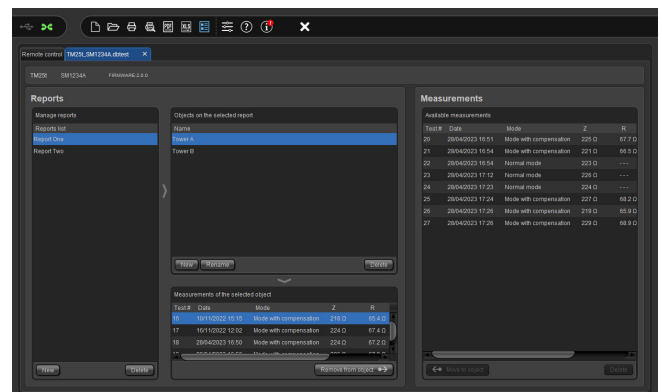 PDF
XLS
Remote control TM25t_SM1234A.dbtest X
TM25t SM1234A FIRMWARE 2.0.0
Reports
Manage reports
Reports list
Report One
Report Two
New Delete
Objects on the selected report
Name
Tower A
Tower B
New Rename Delete
Measurements of the selected object
Test # Date Mode Z R
16 10/11/2022 15:15 Mode with compensation 218 Ω 65.4 Ω
17 16/11/2022 12:02 Mode with compensation 224 Ω 67.4 Ω
18 28/04/2023 16:50 Mode with compensation 224 Ω 67.2 Ω
Remove from object
Measurements
Available measurements
Test # Date Mode Z R
20 28/04/2023 16:51 Mode with compensation 225 Ω 67.7 Ω
21 28/04/2023 16:54 Mode with compensation 221 Ω 66.5 Ω
22 28/04/2023 16:54 Normal mode 223 Ω ---
23 28/04/2023 17:12 Normal mode 226 Ω ---
24 28/04/2023 17:23 Normal mode 224 Ω ---
25 28/04/2023 17:24 Mode with compensation 227 Ω 68.2 Ω
26 28/04/2023 17:26 Mode with compensation 219 Ω 65.9 Ω
27 28/04/2023 17:26 Mode with compensation 229 Ω 68.9 Ω
Move to object Delete